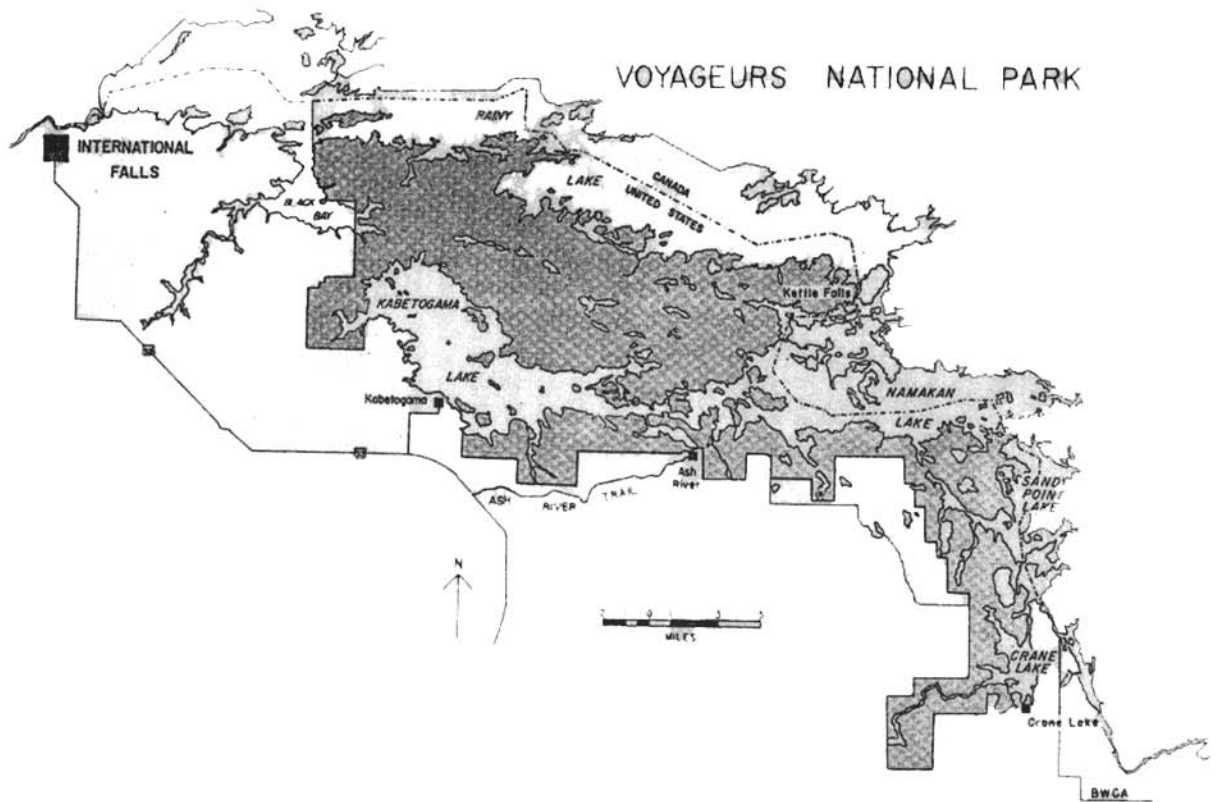 VOYAGEURS NATIONAL PARK
RAINY
INTERNATIONAL
FALLS
LAKE
CANADA
UNITED STATES
BLACK
BAY
Kettle Falls
KABETOGAMA
LAKE
NAMAKAN
LAKE
Kabetogama
53
Ash
River
SANDY
POINT
LAKE
ASH RIVER TRAIL
N
MILES
CRANE
LAKE
Crane Lake
BWCA